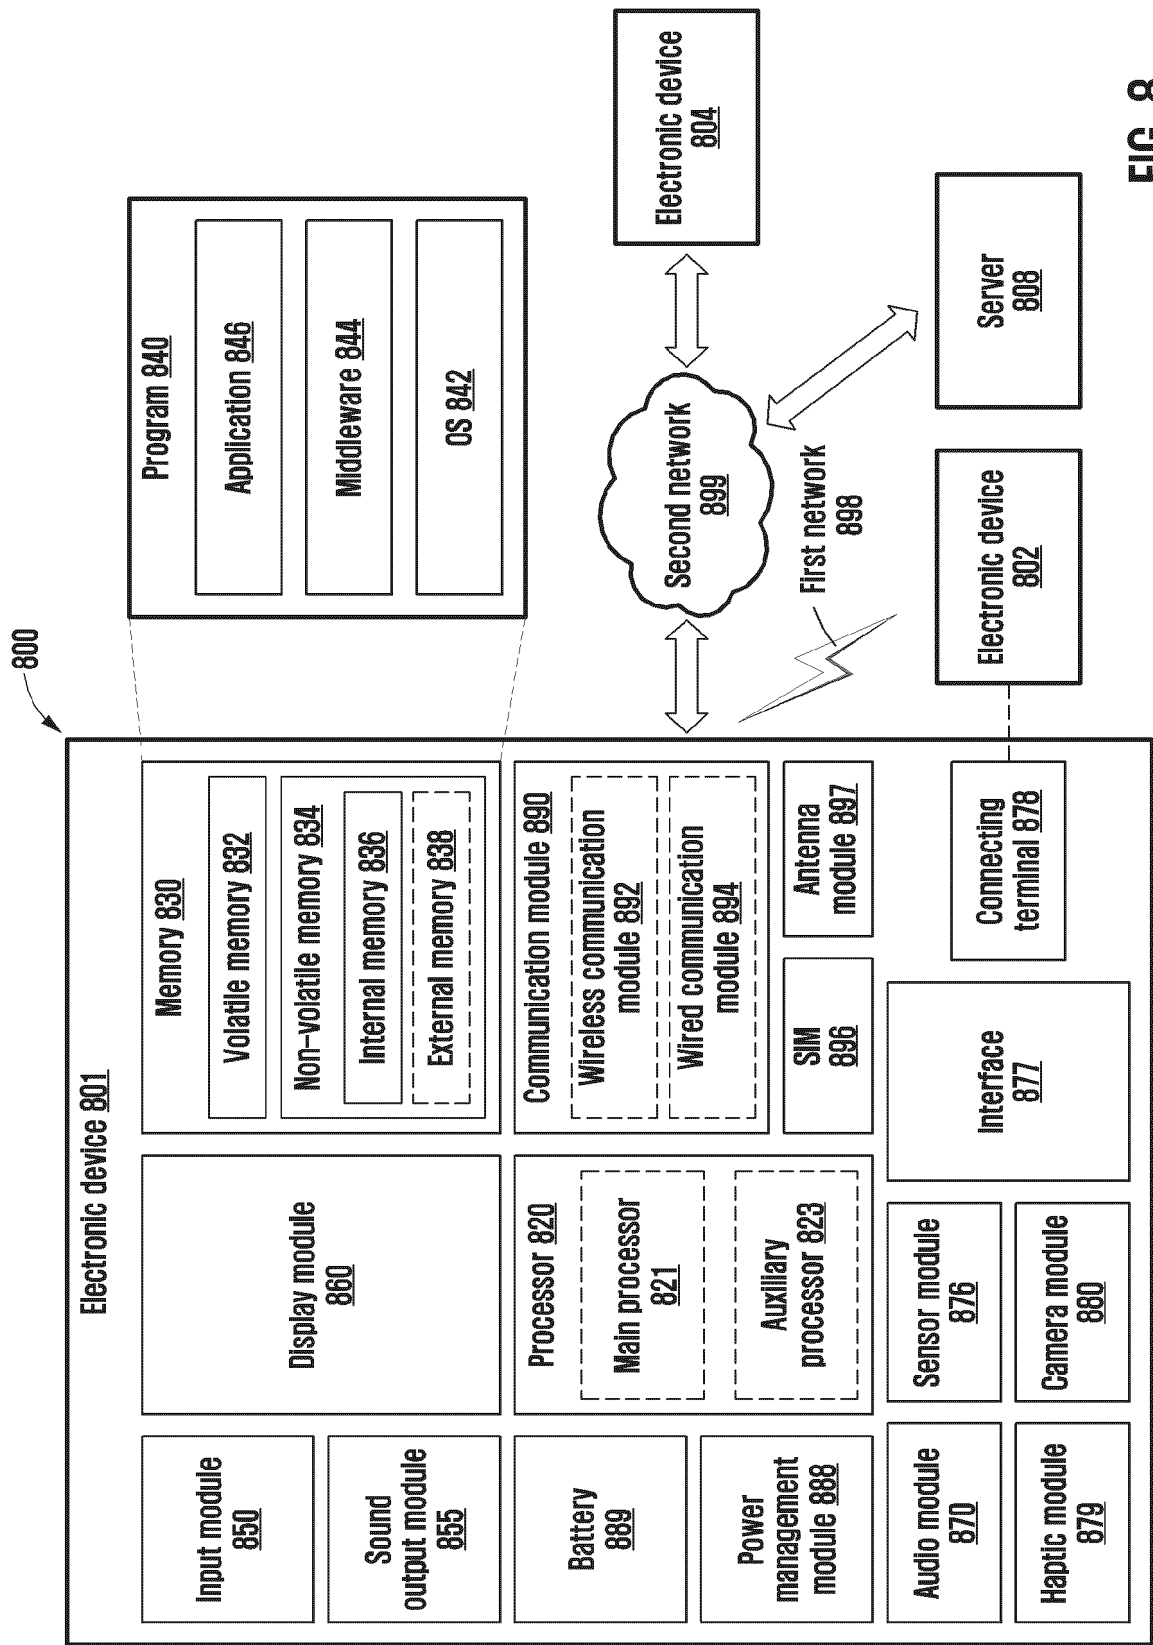 800
Electronic device 801
Input module
850
Sound
output module
855
Battery
889
Power
management
module 888
Audio module
870
Haptic module
879
Display module
860
Processor 820
Main processor
821
Auxiliary
processor 823
Sensor module
876
Camera module
880
Memory 830
Volatile memory 832
Non-volatile memory 834
Internal memory 836
External memory 838
Communication module 890
Wireless communication
module 892
Wired communication
module 894
SIM
896
Antenna
module 897
Interface
877
Connecting
terminal 878
Program 840
Application 846
Middleware 844
OS 842
Second network
899
Electronic device
804
First network
898
Electronic device
802
Server
808
FIG. 8